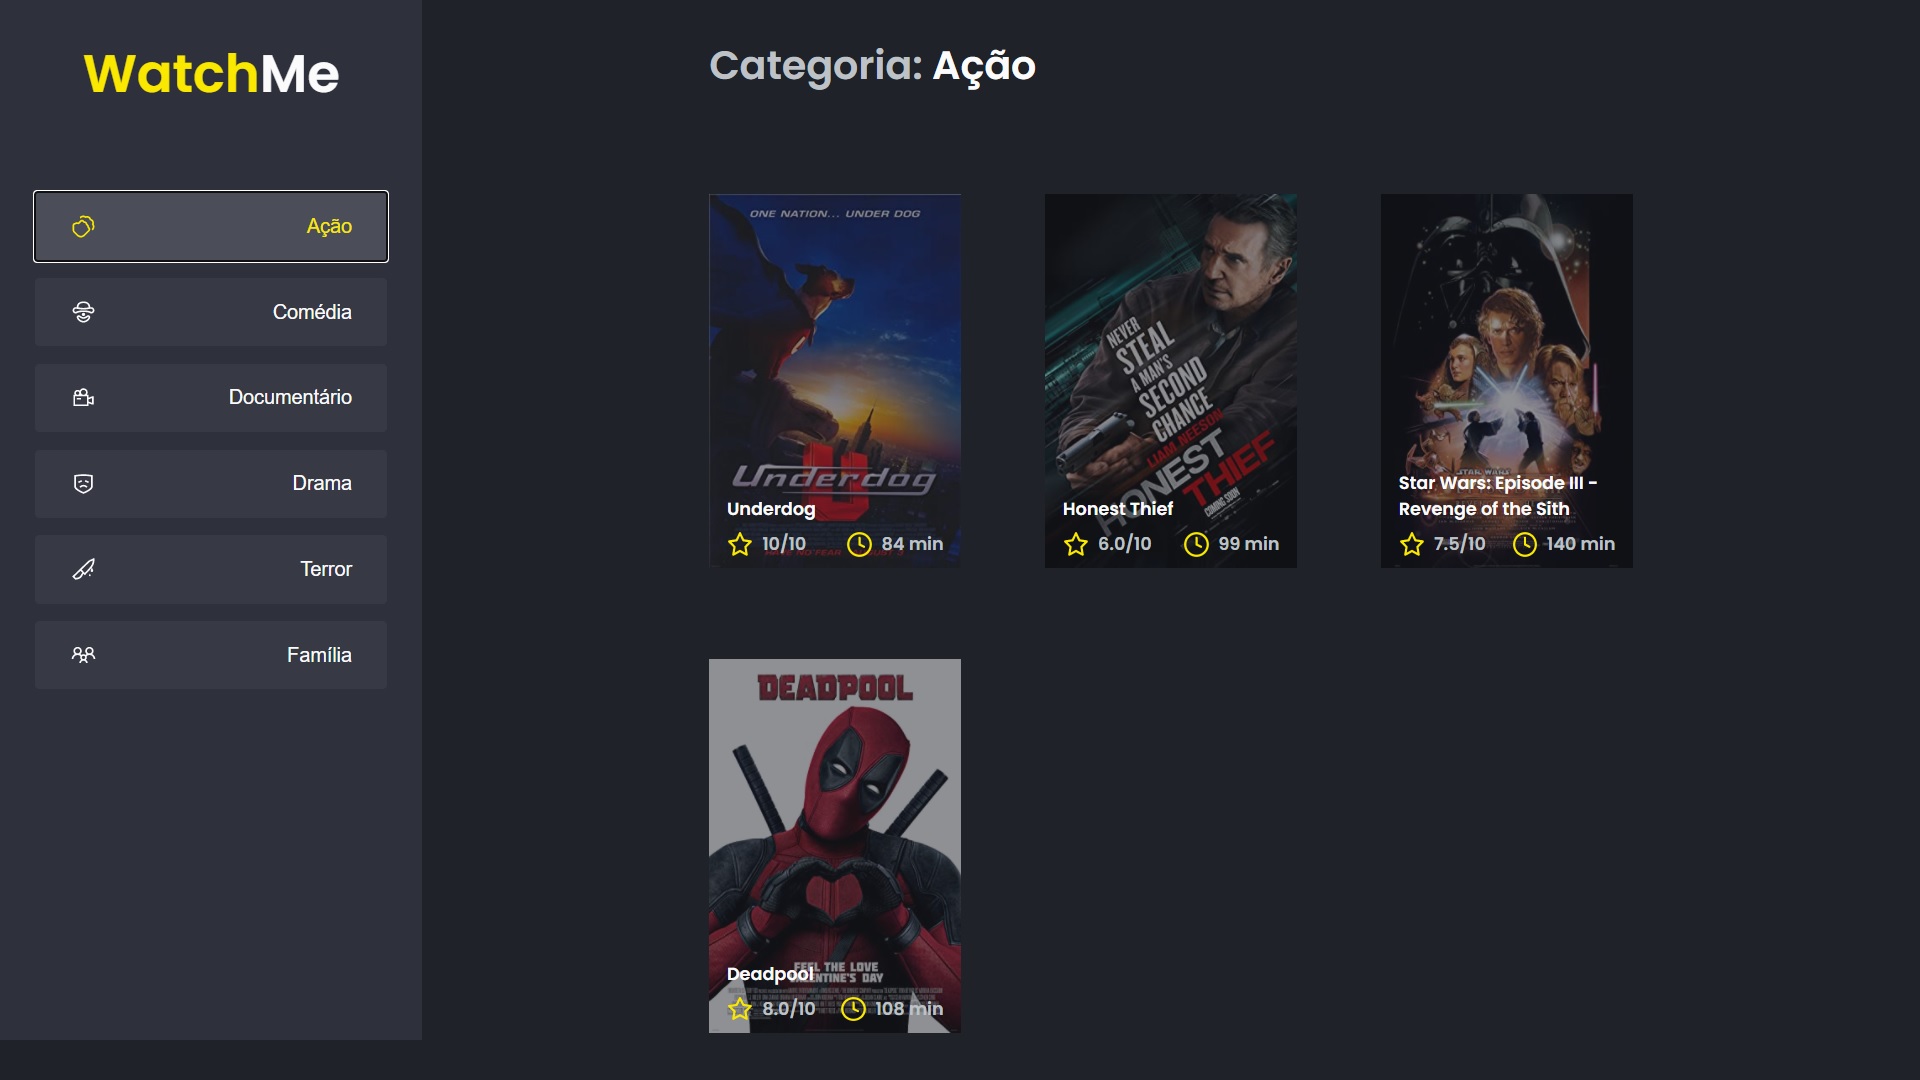 WatchMe
Ação
Comédia
Documentário
Drama
Terror
Família
Categoria: Ação
ONE NATION... UNDER DOG
Underdog
Underdog
10/10
84 min
NEVER
STEAL
A MAN'S
SECOND
CHANCE
LIAM NEESON
HONEST
THIEF
COMING SOON
Honest Thief
6.0/10
99 min
STAR WARS
Star Wars: Episode III -
Revenge of the Sith
7.5/10
140 min
DEADPOOL
FEEL THE LOVE
Deadpool
8.0/10
108 min